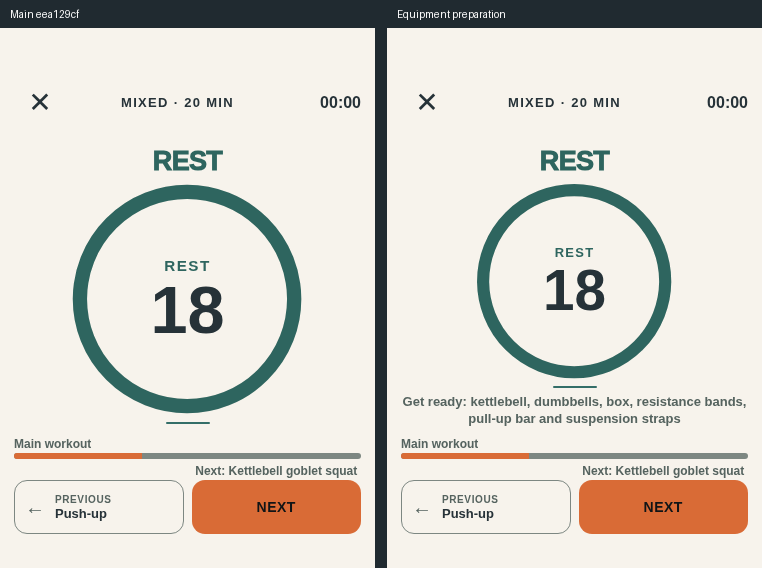 Main eea129cf
✕ MIXED · 20 MIN 00:00
REST
REST
18
Main workout
Next: Kettlebell goblet squat
← PREVIOUS
Push-up
NEXT
Equipment preparation
✕ MIXED · 20 MIN 00:00
REST
REST
18
Get ready: kettlebell, dumbbells, box, resistance bands,
pull-up bar and suspension straps
Main workout
Next: Kettlebell goblet squat
← PREVIOUS
Push-up
NEXT